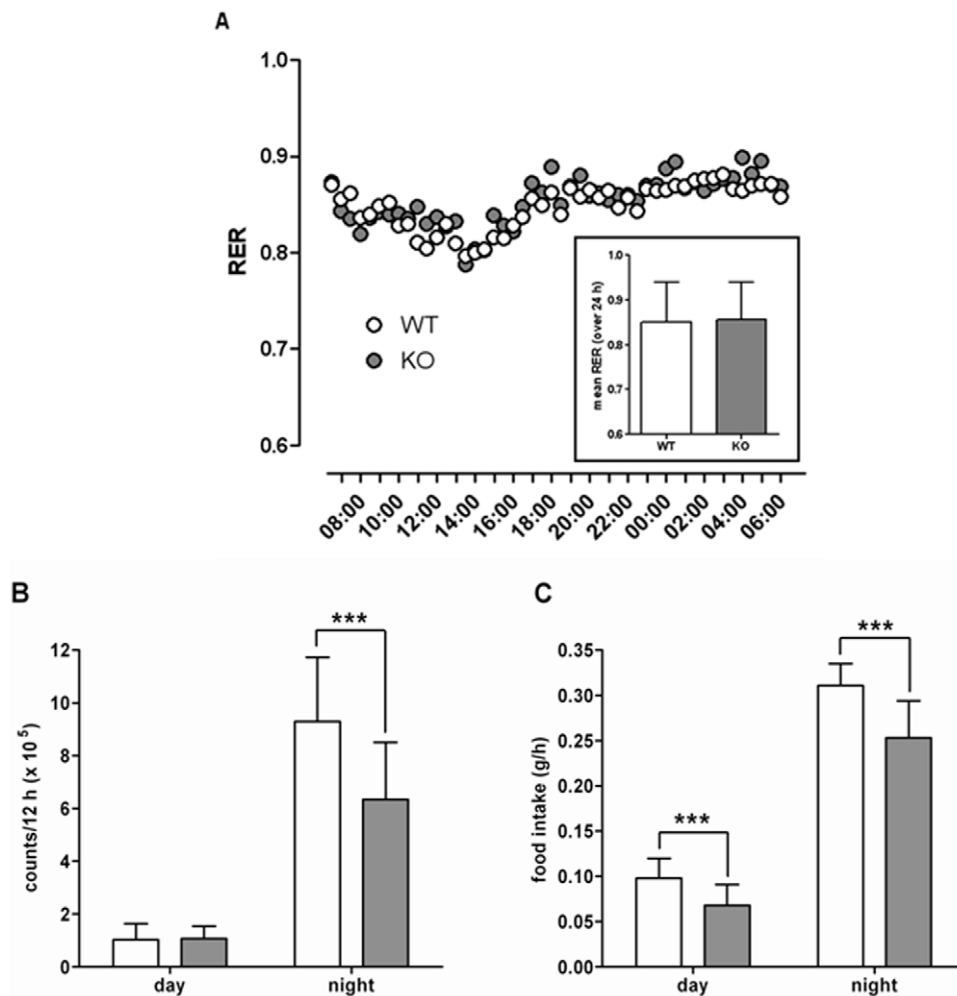 A
1.0
0.9
0.8
0.7
0.6
RER
WT
KO
1.0
0.9
0.8
0.7
0.6
mean RER (over 24 h)
WT KO
08:00 10:00 12:00 14:00 16:00 18:00 20:00 22:00 00:00 02:00 04:00 06:00
B
***
12
10
8
6
4
2
0
counts/12 h (x 10 5)
day night
C
***
***
0.35
0.30
0.25
0.20
0.15
0.10
0.05
0.00
food intake (g/h)
day night